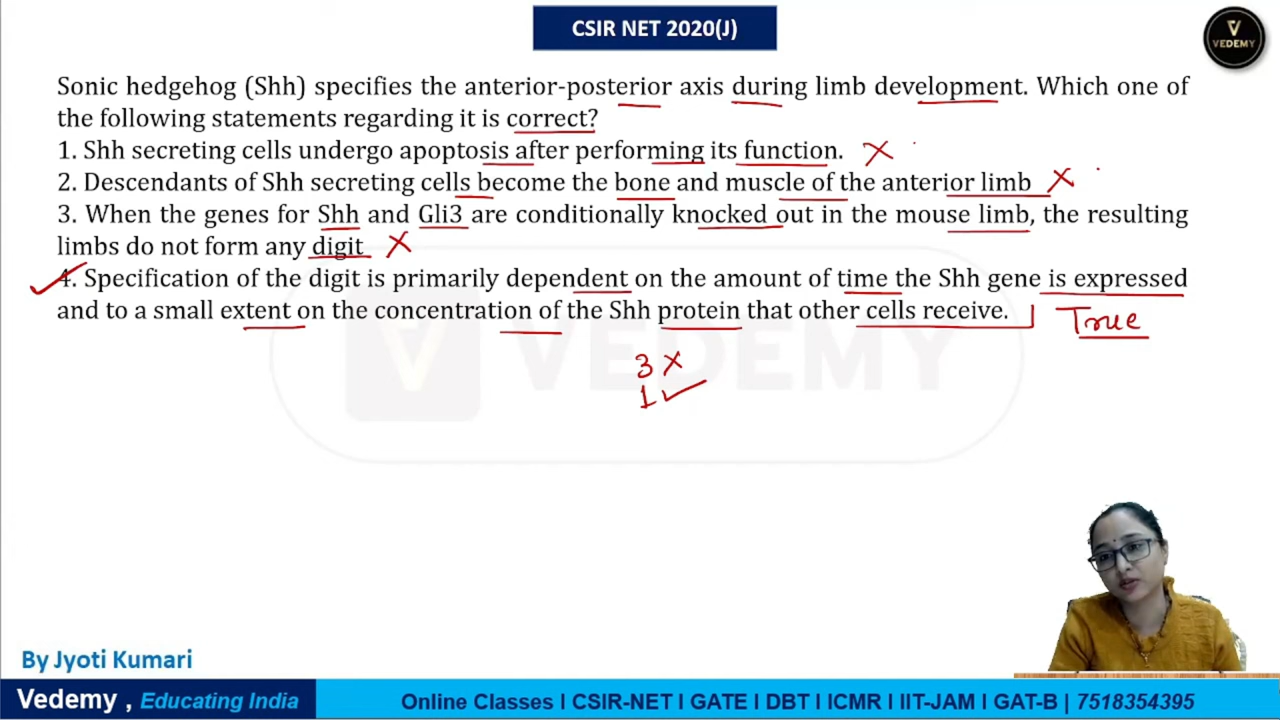 CSIR NET 2020(J)
VEDEMY
Sonic hedgehog (Shh) specifies the anterior-posterior axis during limb development. Which one of
the following statements regarding it is correct?
1. Shh secreting cells undergo apoptosis after performing its function. X
2. Descendants of Shh secreting cells become the bone and muscle of the anterior limb X
3. When the genes for Shh and Gli3 are conditionally knocked out in the mouse limb, the resulting
limbs do not form any digit X
4. Specification of the digit is primarily dependent on the amount of time the Shh gene is expressed
and to a small extent on the concentration of the Shh protein that other cells receive. True
VEDEMY
3 X
1 ✓
By Jyoti Kumari
Vedemy , Educating India
Online Classes I CSIR-NET I GATE I DBT I ICMR I IIT-JAM I GAT-B | 7518354395